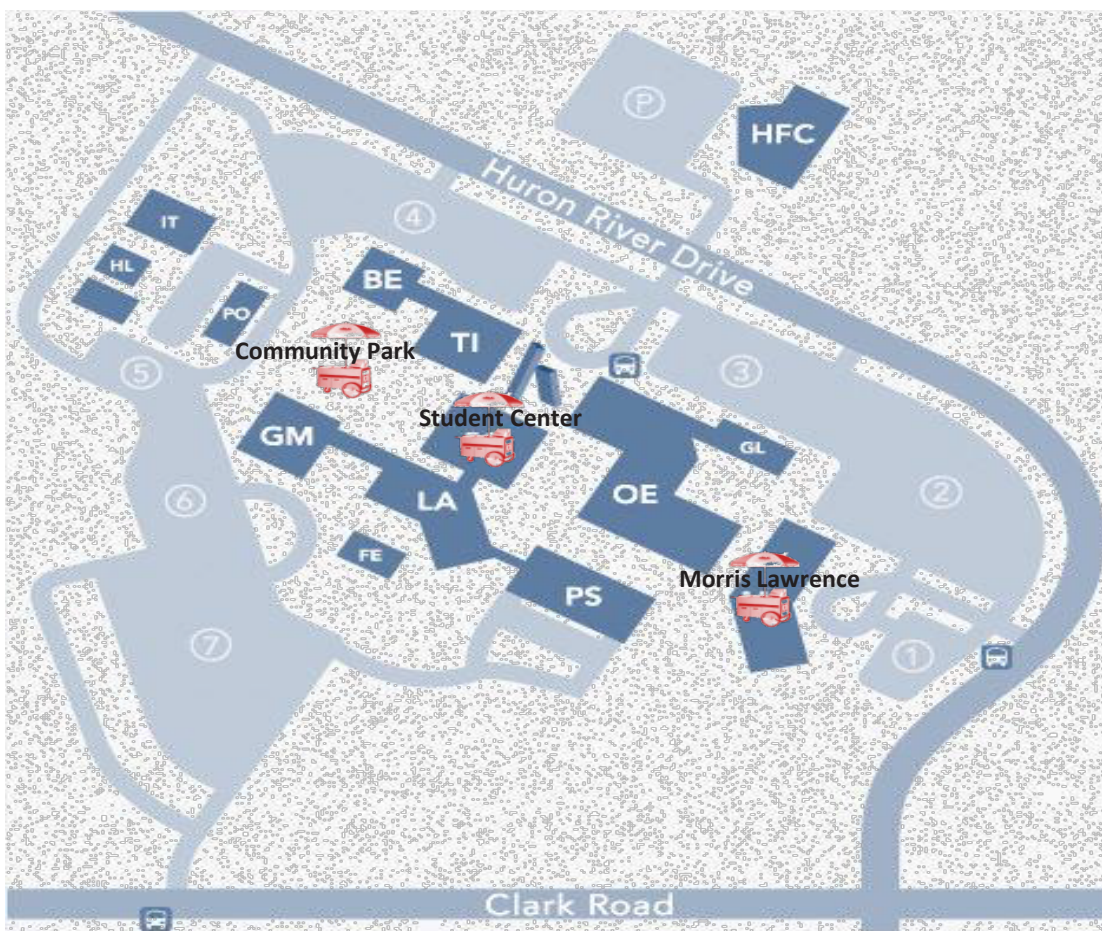 P
HFC
Huron River Drive
4
IT
HL
BE
PO
TI
Community Park
5
3
Student Center
GM
GL
LA
OE
6
2
FE
Morris Lawrence
PS
7
1
Clark Road